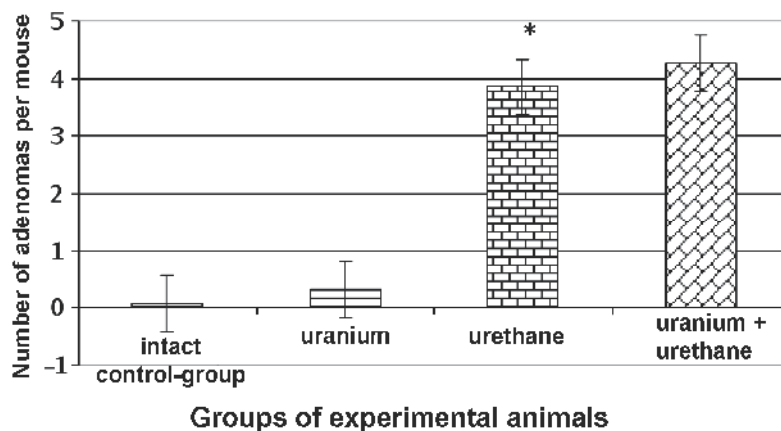 Number of adenomas per mouse
5
4
3
2
1
0
–1
*
intact
control-group
uranium
urethane
uranium +
urethane
Groups of experimental animals